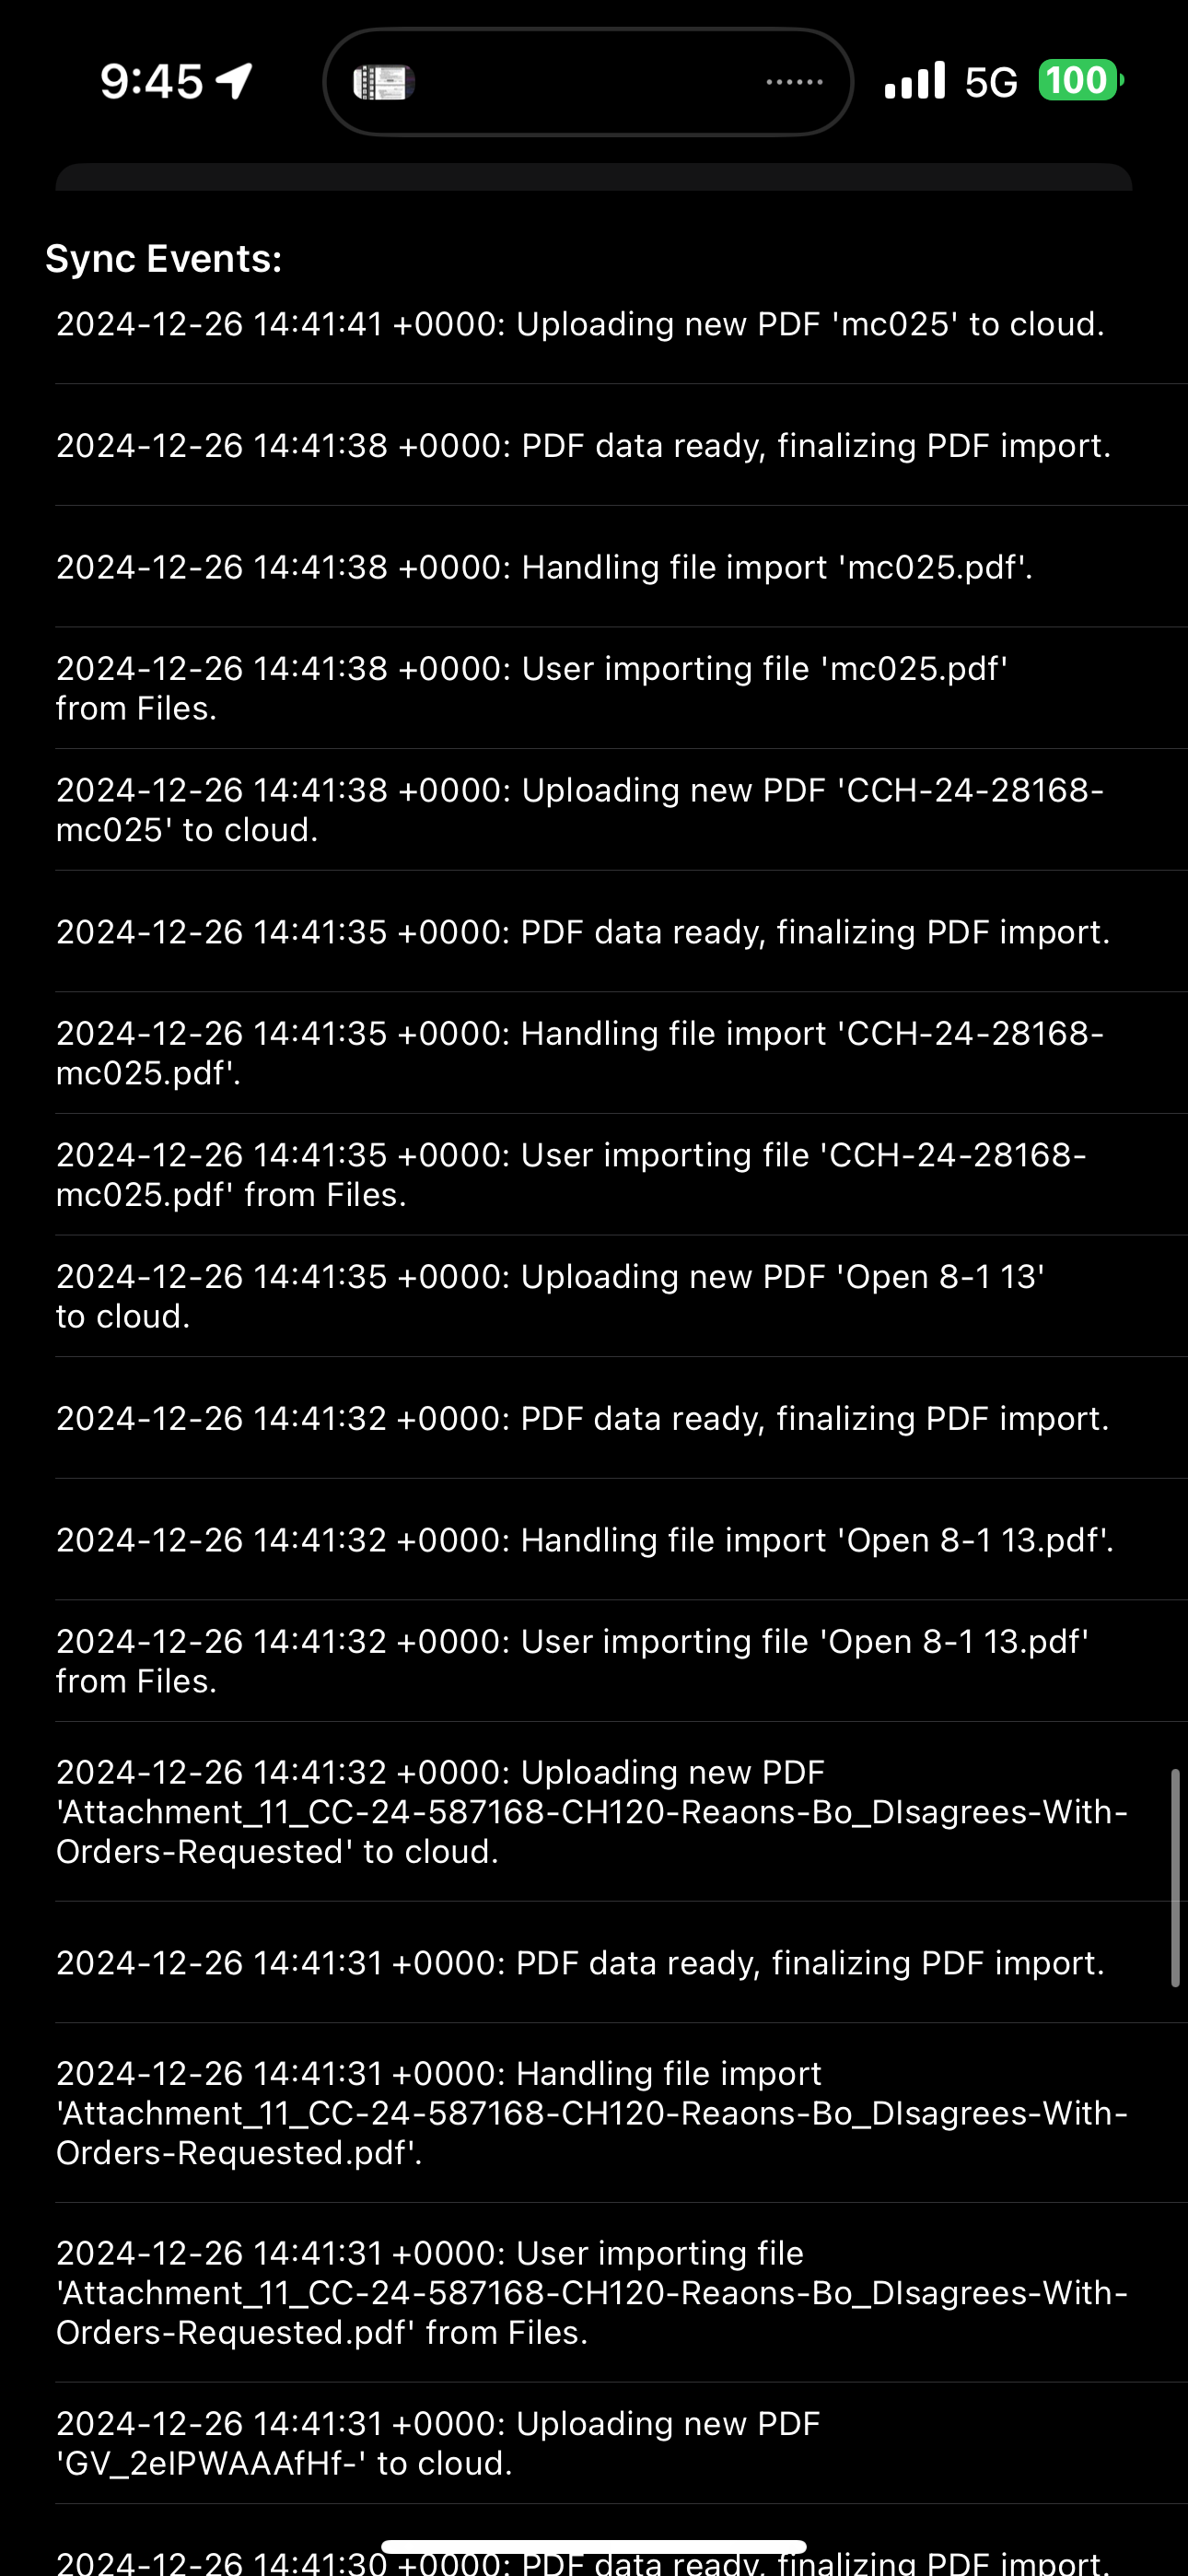 9:45
5G
100
Sync Events:
2024-12-26 14:41:41 +0000: Uploading new PDF 'mc025' to cloud.
2024-12-26 14:41:38 +0000: PDF data ready, finalizing PDF import.
2024-12-26 14:41:38 +0000: Handling file import 'mc025.pdf'.
2024-12-26 14:41:38 +0000: User importing file 'mc025.pdf'
from Files.
2024-12-26 14:41:38 +0000: Uploading new PDF 'CCH-24-28168-
mc025' to cloud.
2024-12-26 14:41:35 +0000: PDF data ready, finalizing PDF import.
2024-12-26 14:41:35 +0000: Handling file import 'CCH-24-28168-
mc025.pdf'.
2024-12-26 14:41:35 +0000: User importing file 'CCH-24-28168-
mc025.pdf' from Files.
2024-12-26 14:41:35 +0000: Uploading new PDF 'Open 8-1 13'
to cloud.
2024-12-26 14:41:32 +0000: PDF data ready, finalizing PDF import.
2024-12-26 14:41:32 +0000: Handling file import 'Open 8-1 13.pdf'.
2024-12-26 14:41:32 +0000: User importing file 'Open 8-1 13.pdf'
from Files.
2024-12-26 14:41:32 +0000: Uploading new PDF
'Attachment_11_CC-24-587168-CH120-Reaons-Bo_DIsagrees-With-
Orders-Requested' to cloud.
2024-12-26 14:41:31 +0000: PDF data ready, finalizing PDF import.
2024-12-26 14:41:31 +0000: Handling file import
'Attachment_11_CC-24-587168-CH120-Reaons-Bo_DIsagrees-With-
Orders-Requested.pdf'.
2024-12-26 14:41:31 +0000: User importing file
'Attachment_11_CC-24-587168-CH120-Reaons-Bo_DIsagrees-With-
Orders-Requested.pdf' from Files.
2024-12-26 14:41:31 +0000: Uploading new PDF
'GV_2eIPWAAAfHf-' to cloud.
2024-12-26 14:41:30 +0000: PDF data ready, finalizing PDF import.